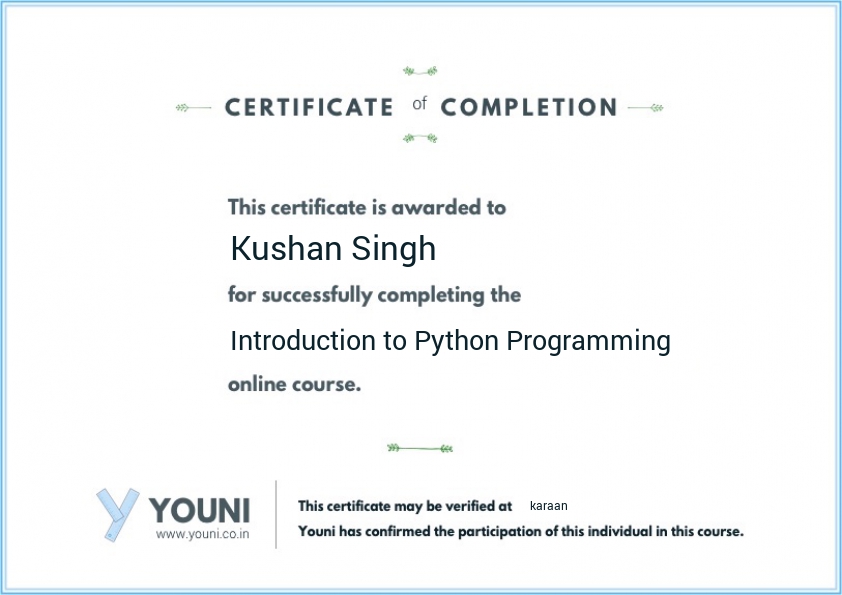 CERTIFICATE of COMPLETION
This certificate is awarded to
Kushan Singh
for successfully completing the
Introduction to Python Programming
online course.
YOUNI
www.youni.co.in
This certificate may be verified at karaan
Youni has confirmed the participation of this individual in this course.